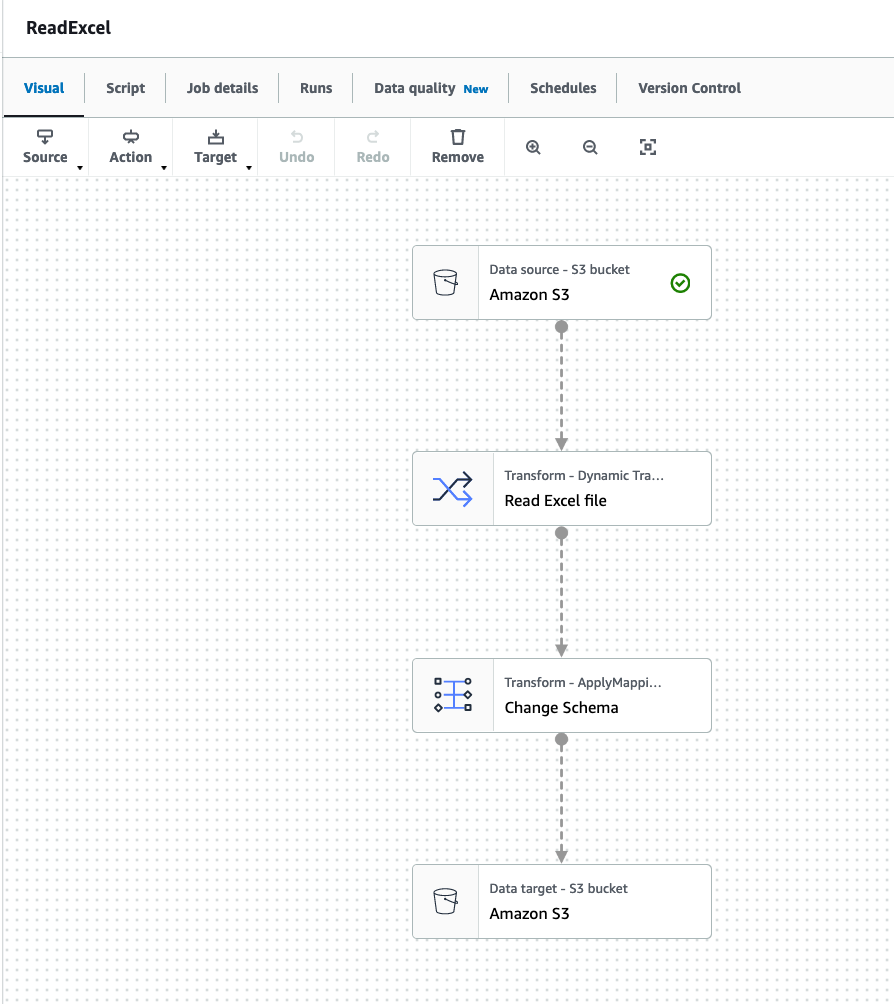 ReadExcel
Visual Script Job details Runs Data quality New Schedules Version Control
Source Action Target Undo Redo Remove
Data source - S3 bucket
Amazon S3
Transform - Dynamic Tra...
Read Excel file
Transform - ApplyMappi...
Change Schema
Data target - S3 bucket
Amazon S3